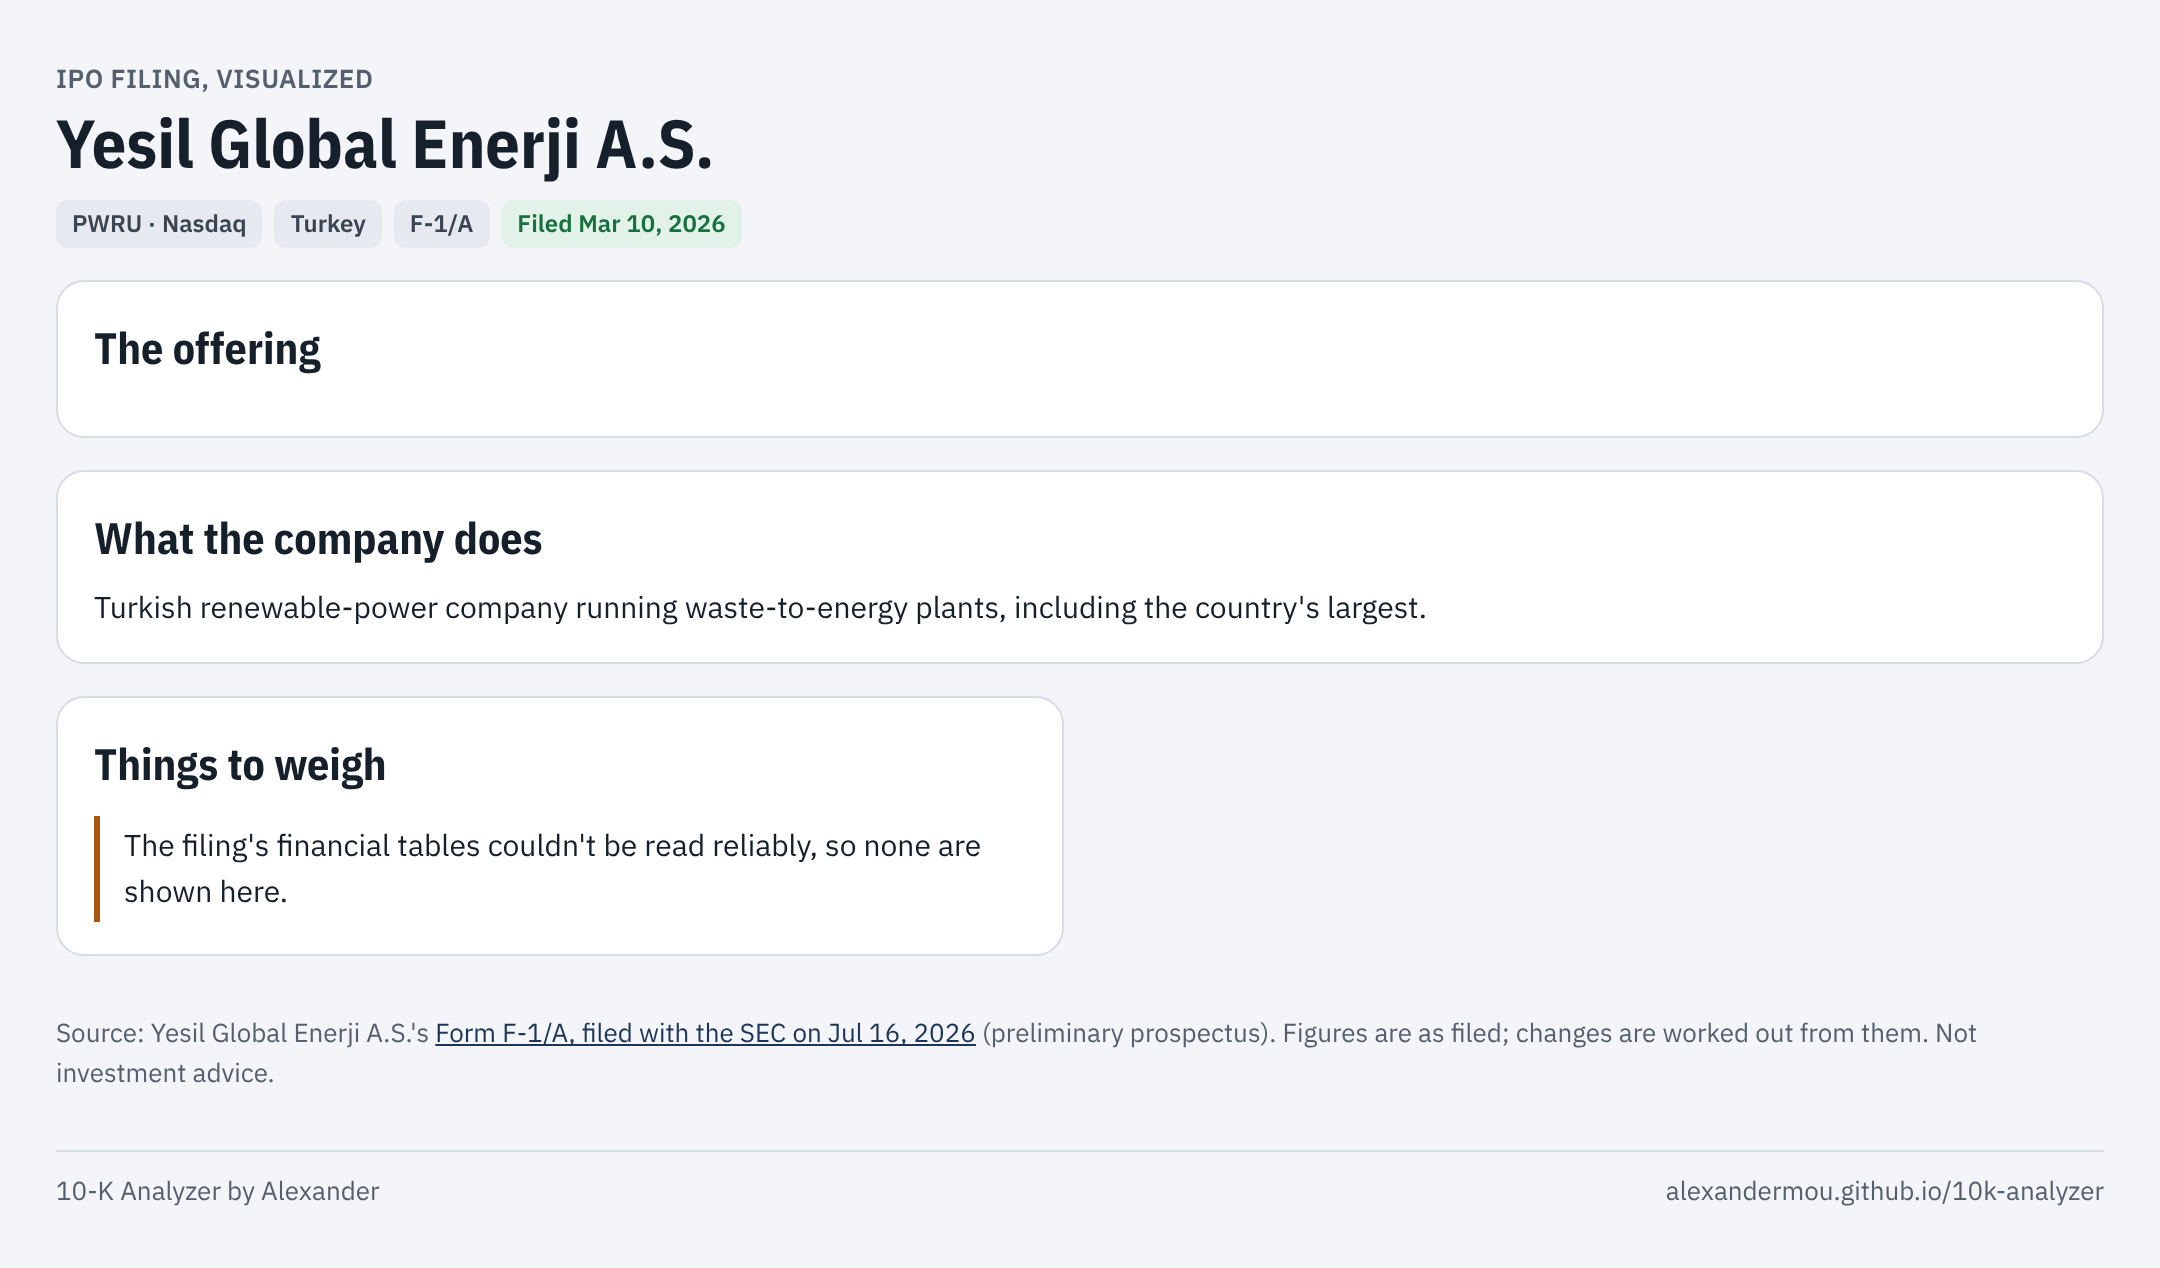 IPO FILING, VISUALIZED
Yesil Global Enerji A.S.
PWRU · Nasdaq Turkey F-1/A Filed Mar 10, 2026
The offering
What the company does
Turkish renewable-power company running waste-to-energy plants, including the country's largest.
Things to weigh
The filing's financial tables couldn't be read reliably, so none are
shown here.
Source: Yesil Global Enerji A.S.'s Form F-1/A, filed with the SEC on Jul 16, 2026 (preliminary prospectus). Figures are as filed; changes are worked out from them. Not
investment advice.
10-K Analyzer by Alexander alexandermou.github.io/10k-analyzer